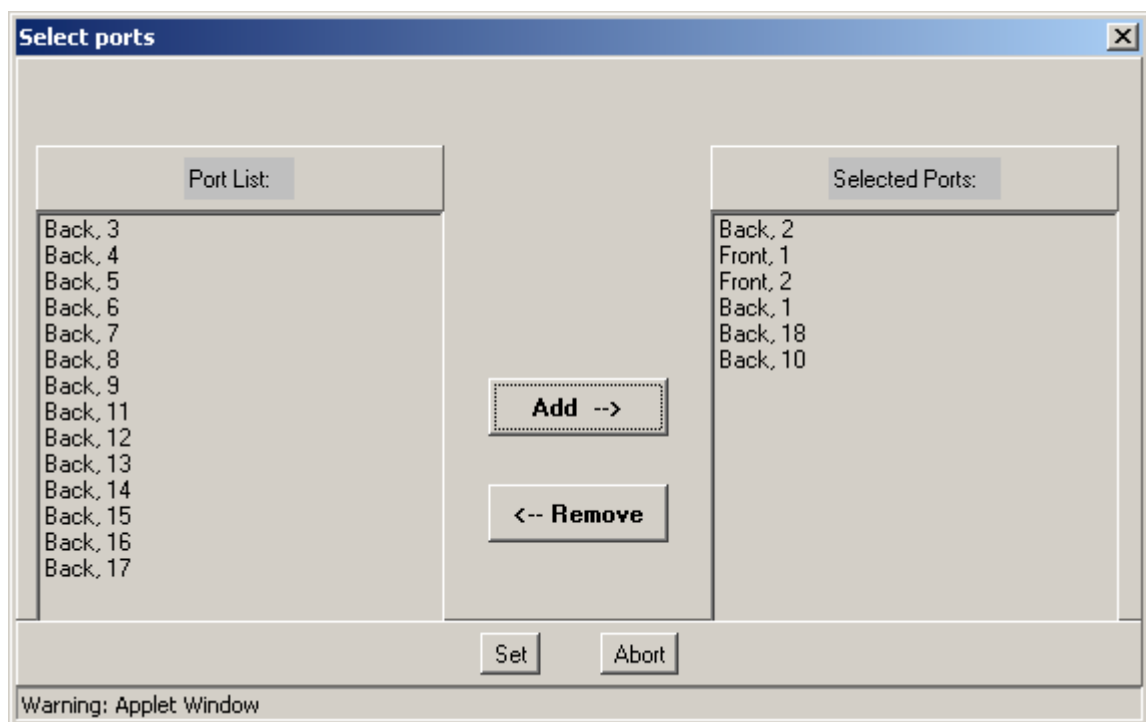 Select ports
Port List:
Back, 3
Back, 4
Back, 5
Back, 6
Back, 7
Back, 8
Back, 9
Back, 11
Back, 12
Back, 13
Back, 14
Back, 15
Back, 16
Back, 17
Add -->
<-- Remove
Selected Ports:
Back, 2
Front, 1
Front, 2
Back, 1
Back, 18
Back, 10
Set
Abort
Warning: Applet Window